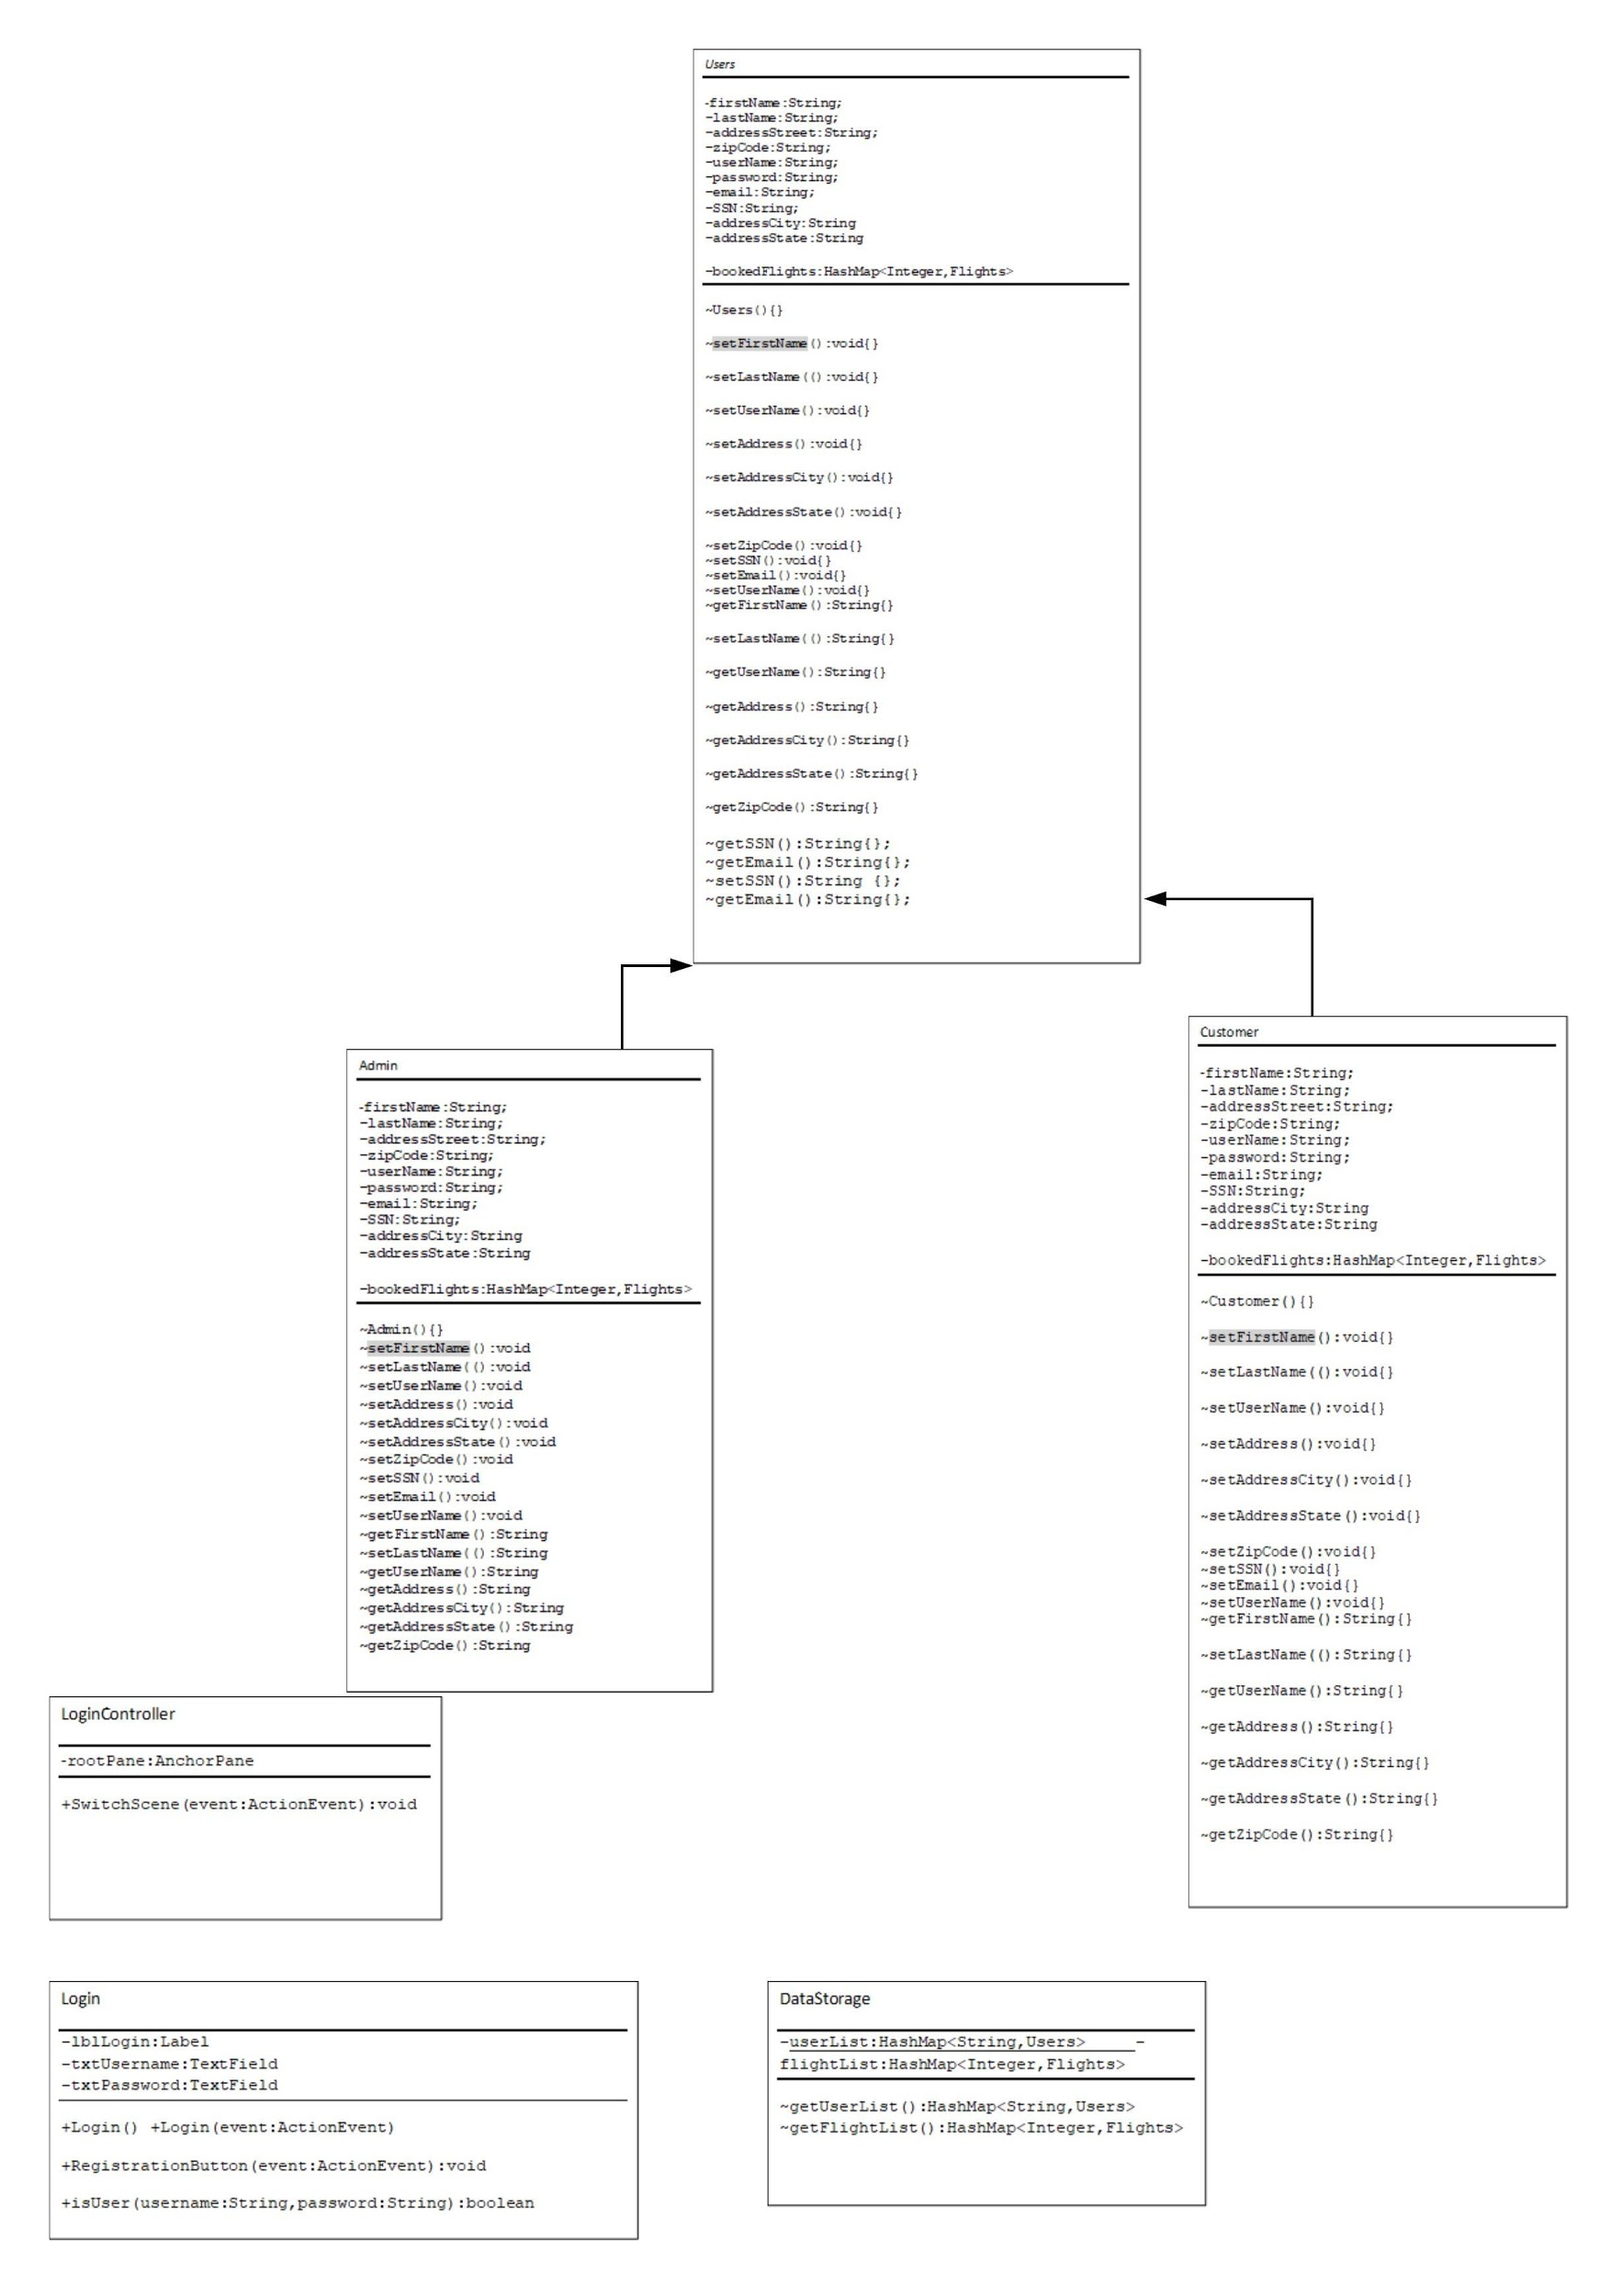 Users
-firstName:String;
-lastName:String;
-addressStreet:String;
-zipCode:String;
-userName:String;
-password:String;
-email:String;
-SSN:String;
-addressCity:String
-addressState:String
-bookedFlights:HashMap<Integer,Flights>
~Users(){}
~setFirstName():void{}
~setLastName(():void{}
~setUserName():void{}
~setAddress():void{}
~setAddressCity():void{}
~setAddressState():void{}
~setZipCode():void{}
~setSSN():void{}
~setEmail():void{}
~setUserName():void{}
~getFirstName():String{}
~setLastName(():String{}
~getUserName():String{}
~getAddress():String{}
~getAddressCity():String{}
~getAddressState():String{}
~getZipCode():String{}
~getSSN():String{};
~getEmail():String{};
~setSSN():String {};
~getEmail():String{};
Admin
-firstName:String;
-lastName:String;
-addressStreet:String;
-zipCode:String;
-userName:String;
-password:String;
-email:String;
-SSN:String;
-addressCity:String
-addressState:String
-bookedFlights:HashMap<Integer,Flights>
~Admin(){}
~setFirstName():void
~setLastName(():void
~setUserName():void
~setAddress():void
~setAddressCity():void
~setAddressState():void
~setZipCode():void
~setSSN():void
~setEmail():void
~setUserName():void
~getFirstName():String
~setLastName(():String
~getUserName():String
~getAddress():String
~getAddressCity():String
~getAddressState():String
~getZipCode():String
Customer
-firstName:String;
-lastName:String;
-addressStreet:String;
-zipCode:String;
-userName:String;
-password:String;
-email:String;
-SSN:String;
-addressCity:String
-addressState:String
-bookedFlights:HashMap<Integer,Flights>
~Customer(){}
~setFirstName():void{}
~setLastName(():void{}
~setUserName():void{}
~setAddress():void{}
~setAddressCity():void{}
~setAddressState():void{}
~setZipCode():void{}
~setSSN():void{}
~setEmail():void{}
~setUserName():void{}
~getFirstName():String{}
~setLastName(():String{}
~getUserName():String{}
~getAddress():String{}
~getAddressCity():String{}
~getAddressState():String{}
~getZipCode():String{}
LoginController
-rootPane:AnchorPane
+SwitchScene(event:ActionEvent):void
Login
-lblLogin:Label
-txtUsername:TextField
-txtPassword:TextField
+Login() +Login(event:ActionEvent)
+RegistrationButton(event:ActionEvent):void
+isUser(username:String,password:String):boolean
DataStorage
-userList:HashMap<String,Users> -
flightList:HashMap<Integer,Flights>
~getUserList():HashMap<String,Users>
~getFlightList():HashMap<Integer,Flights>